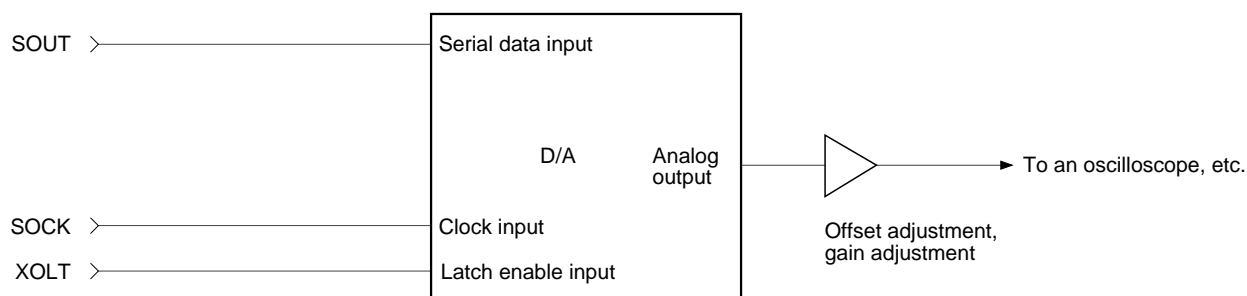 SOUT
Serial data input
D/A
Analog
output
To an oscilloscope, etc.
SOCK
Clock input
Offset adjustment,
gain adjustment
XOLT
Latch enable input